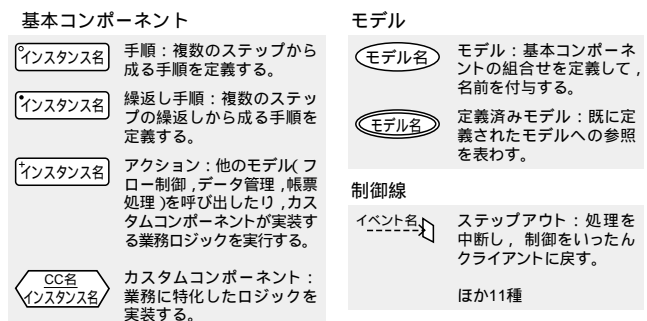 基本コンポーネント
インスタンス名
手順：複数のステップから
成る手順を定義する。
インスタンス名
繰返し手順：複数のステッ
プの繰返しから成る手順を
定義する。
インスタンス名
アクション：他のモデル(フ
ロー制御，データ管理，帳票
処理)を呼び出したり，カス
タムコンポーネントが実装す
る業務ロジックを実行する。
CC名
インスタンス名
カスタムコンポーネント：
業務に特化したロジックを
実装する。
モデル
モデル名
モデル：基本コンポーネ
ントの組合せを定義して，
名前を付与する。
モデル名
定義済みモデル：既に定
義されたモデルへの参照
を表わす。
制御線
イベント名
ステップアウト：処理を
中断し，制御をいったん
クライアントに戻す。
ほか11種